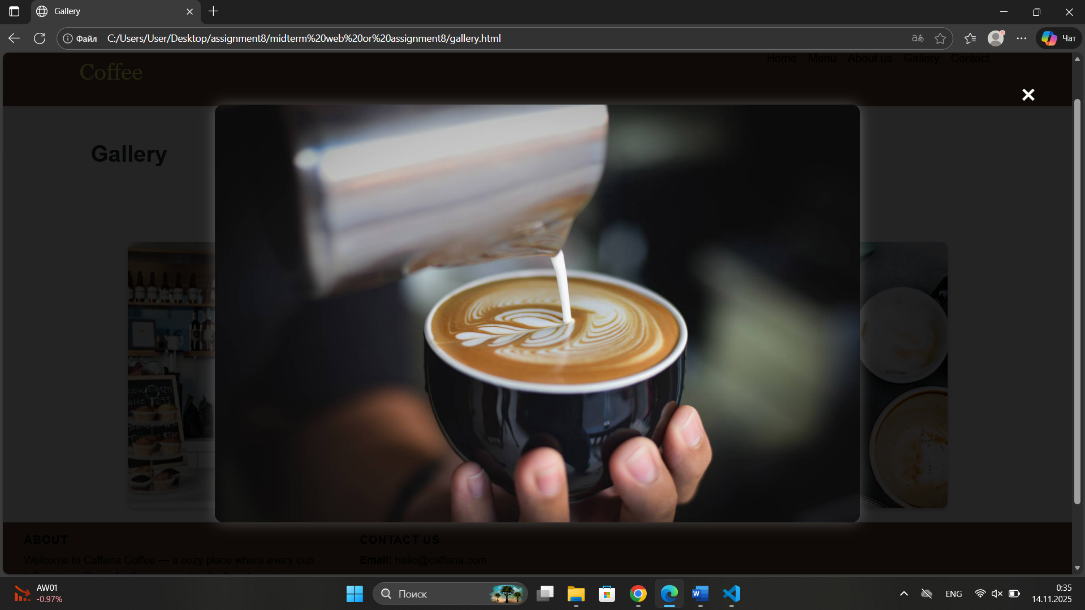 Gallery
Файл
C:/Users/User/Desktop/assignment8/midterm%20web%20or%20assignment8/gallery.html
Чат
Coffee
Home Menu About us Gallery Contact
Gallery
ABOUT
Welcome to Caffena Coffee — a cozy place where every cup
CONTACT US
Email: hello@caffena.com
AW01
-0.97%
Поиск
ENG
0:35
14.11.2025